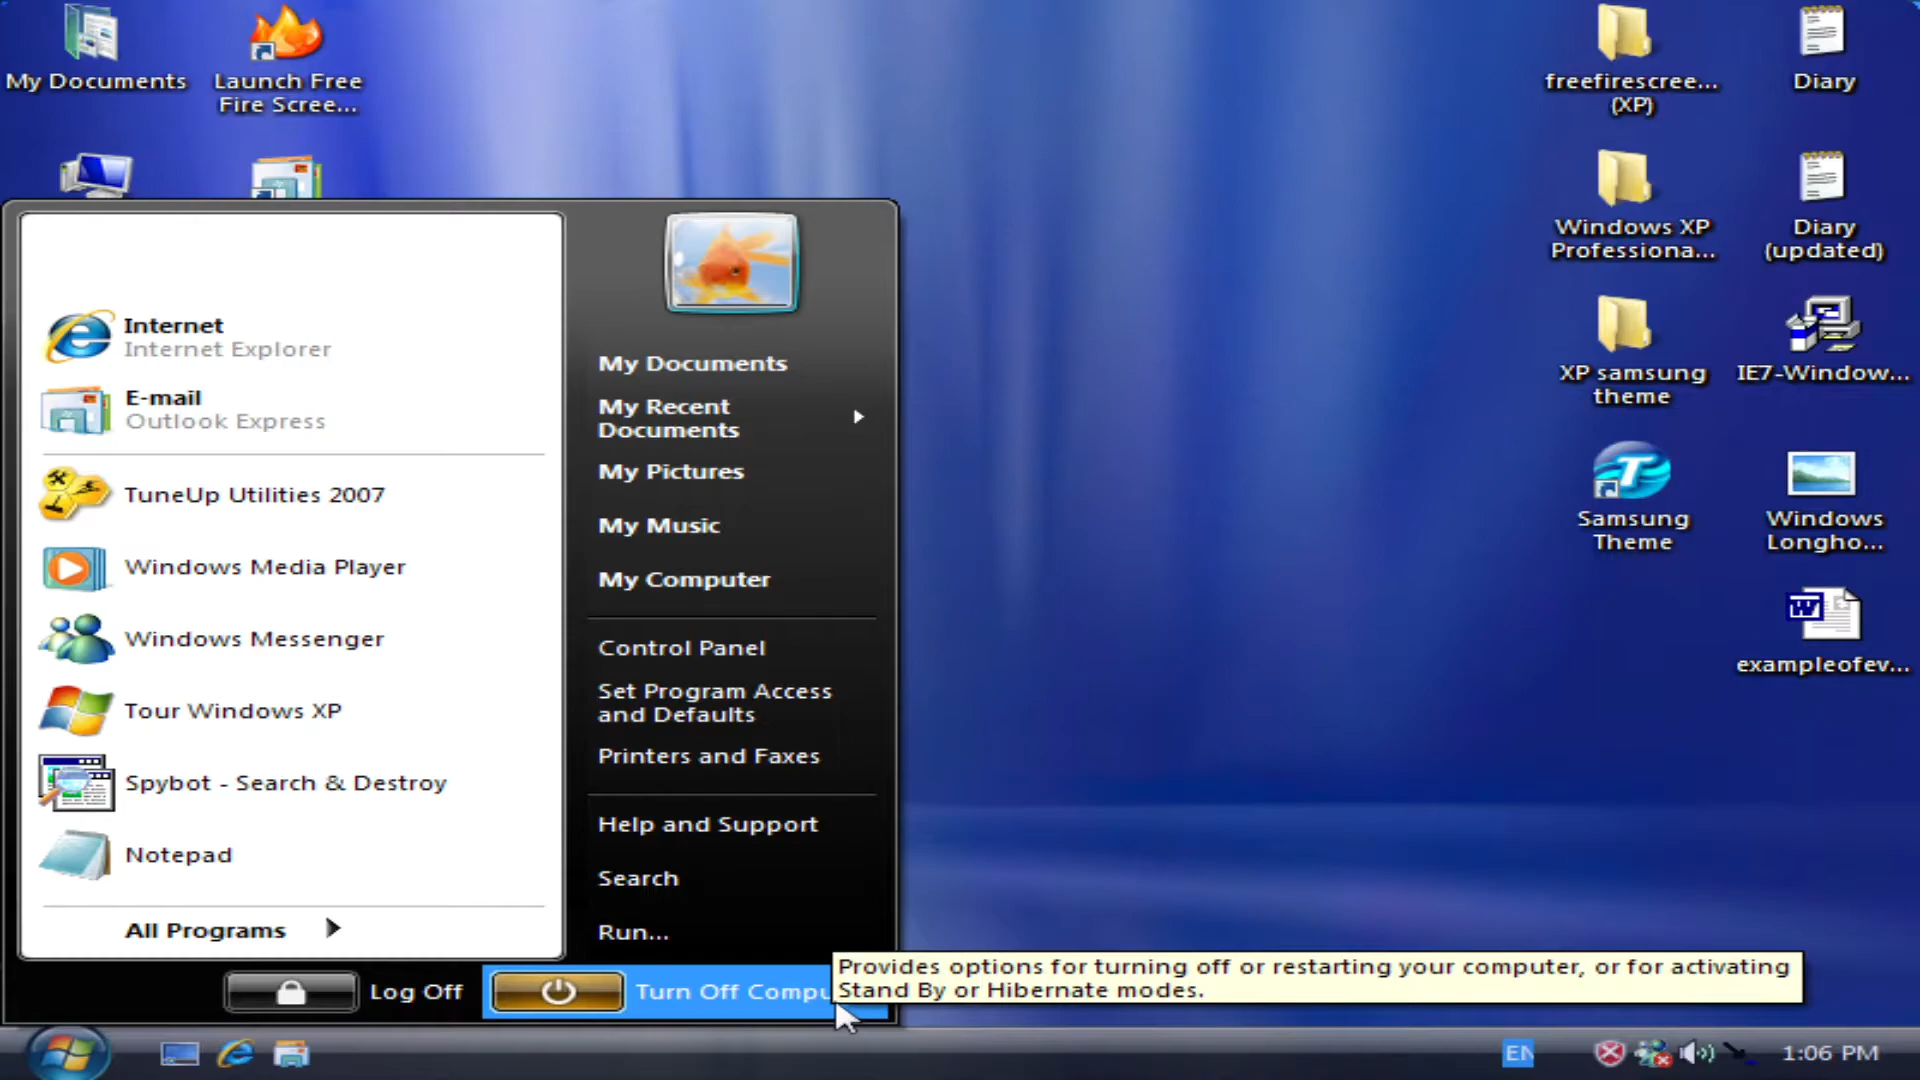 My Documents
Launch Free
Fire Scree...
freefirescree...
(XP)
Diary
Windows XP
Professiona...
Diary
(updated)
XP samsung
theme
IE7-Window...
Samsung
Theme
Windows
Longho...
exampleofev...
Internet
Internet Explorer
E-mail
Outlook Express
TuneUp Utilities 2007
Windows Media Player
Windows Messenger
Tour Windows XP
Spybot - Search & Destroy
Notepad
All Programs
My Documents
My Recent
Documents
My Pictures
My Music
My Computer
Control Panel
Set Program Access
and Defaults
Printers and Faxes
Help and Support
Search
Run...
Log Off
Turn Off Compu
Provides options for turning off or restarting your computer, or for activating
Stand By or Hibernate modes.
EN
1:06 PM